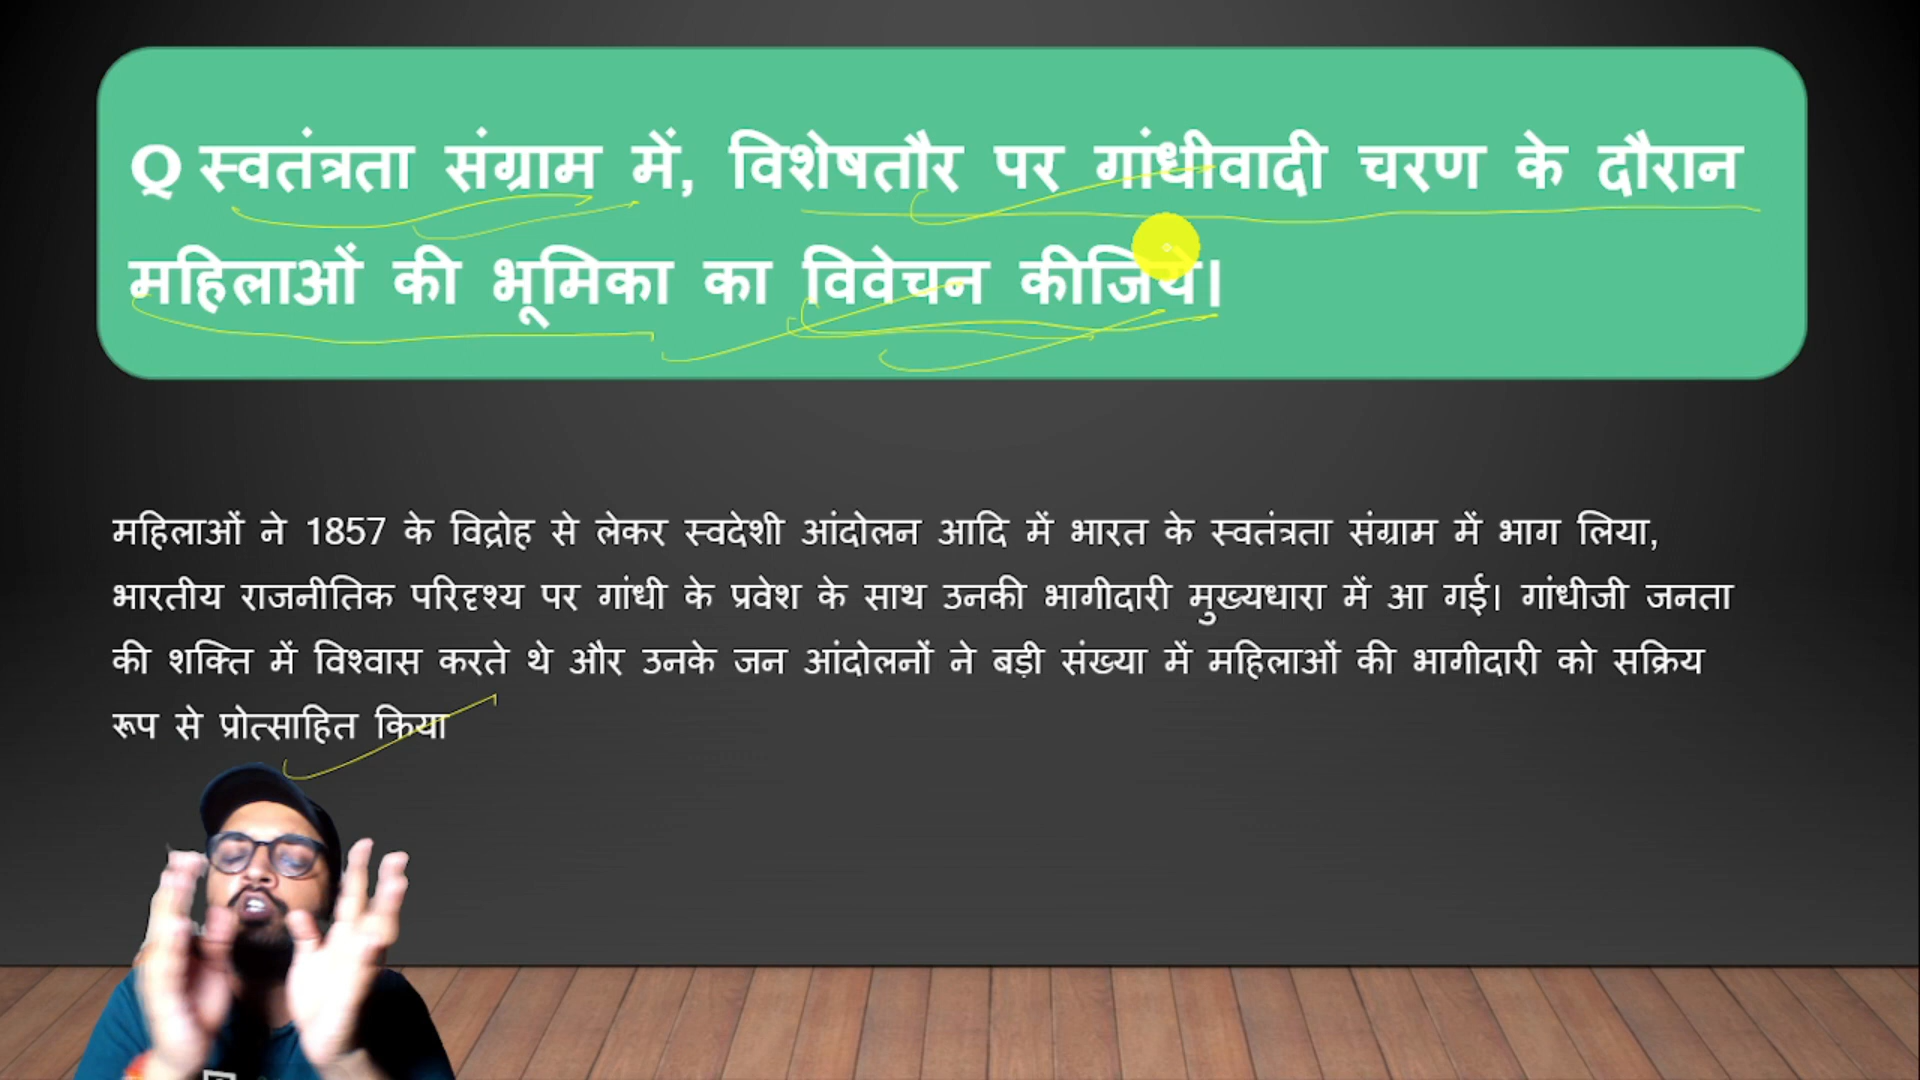 Q स्वतंत्रता संग्राम में, विशेषतौर पर गांधीवादी चरण के दौरान
महिलाओं की भूमिका का विवेचन कीजिये।
महिलाओं ने 1857 के विद्रोह से लेकर स्वदेशी आंदोलन आदि में भारत के स्वतंत्रता संग्राम में भाग लिया,
भारतीय राजनीतिक परिदृश्य पर गांधी के प्रवेश के साथ उनकी भागीदारी मुख्यधारा में आ गई। गांधीजी जनता
की शक्ति में विश्वास करते थे और उनके जन आंदोलनों ने बड़ी संख्या में महिलाओं की भागीदारी को सक्रिय
रूप से प्रोत्साहित किया